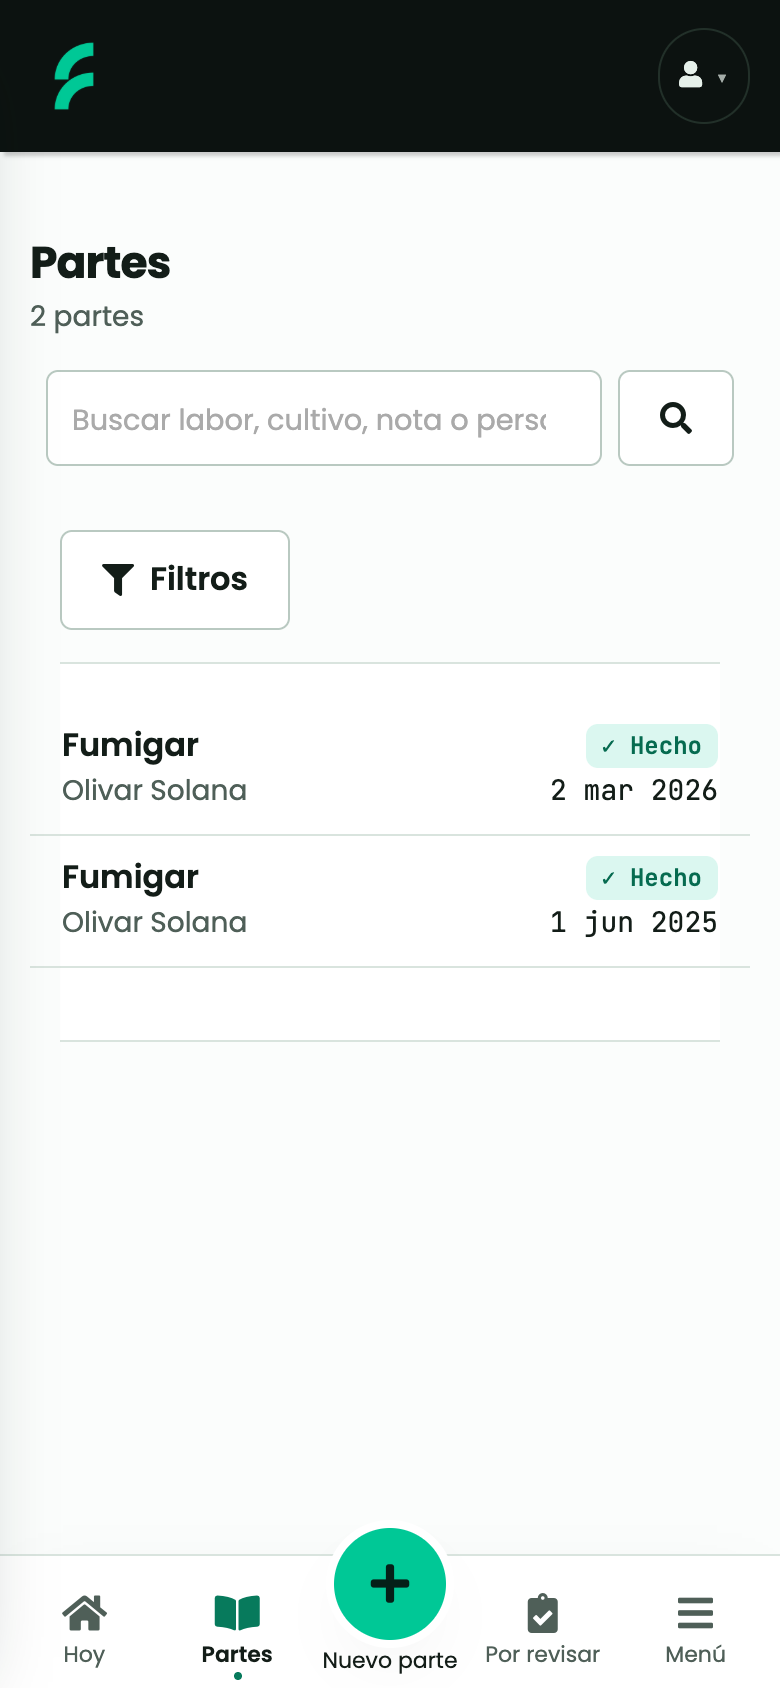 Partes
2 partes
Buscar labor, cultivo, nota o perso
Filtros
Fumigar
✓ Hecho
Olivar Solana
2 mar 2026
Fumigar
✓ Hecho
Olivar Solana
1 jun 2025
Hoy
Partes
Nuevo parte
Por revisar
Menú